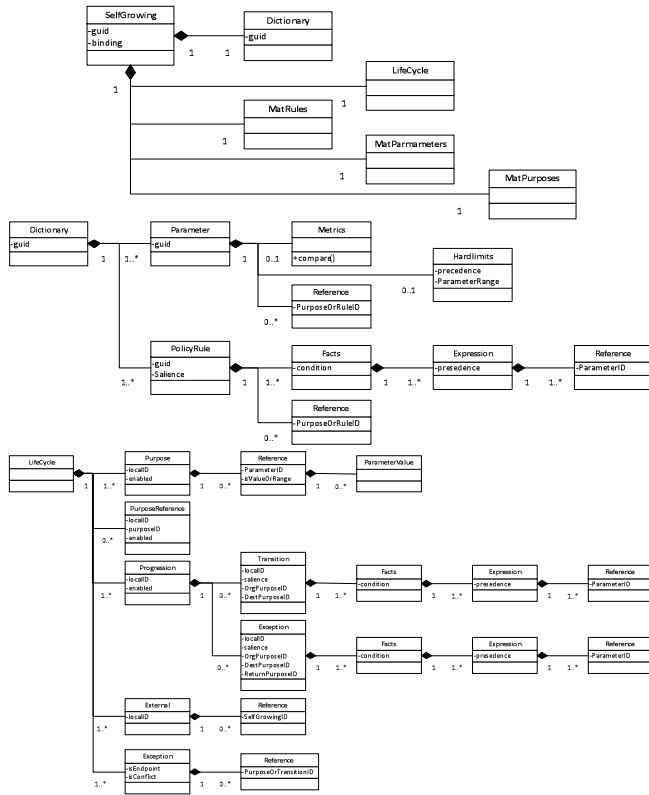 SelfGrowing
-guid
-binding
Dictionary
-guid
1
1
1
LifeCycle
1
MatRules
1
MatParmameters
1
MatPurposes
1
Dictionary
-guid
1
1..*
Parameter
-guid
1
0..1
Metrics
+compare()
Hardlimits
-precedence
-ParameterRange
0..1
Reference
-PurposeOrRuleID
0..*
PolicyRule
-guid
-Salience
1..*
1
1..*
Facts
-condition
1
1..*
Expression
-presedence
1
1..*
Reference
-ParameterID
Reference
-PurposeOrRuleID
0..*
LifeCycle
1
1..*
Purpose
-localID
-enabled
1
0..*
Reference
-ParameterID
-isValueOrRange
1
0..*
ParameterValue
PurposeReference
-localID
-purposeID
-enabled
0..*
Progression
-localID
-enabled
1..*
1
0..*
Transition
-localID
-salience
-OrgPurposeID
-DestPurposeID
1
1..*
Facts
-condition
1
1..*
Expression
-presedence
1
1..*
Reference
-ParameterID
Exception
-localID
-salience
-OrgPurposeID
-DestPurposeID
-ReturnPurposeID
0..*
1
1..*
Facts
-condition
1
1..*
Expression
-presedence
1
1..*
Reference
-ParameterID
External
-localID
1..*
1
0..*
Reference
-SelfGrowingID
Exception
-isEndpoint
-isConflict
1..*
1
0..*
Reference
-PurposeOrTransitionID